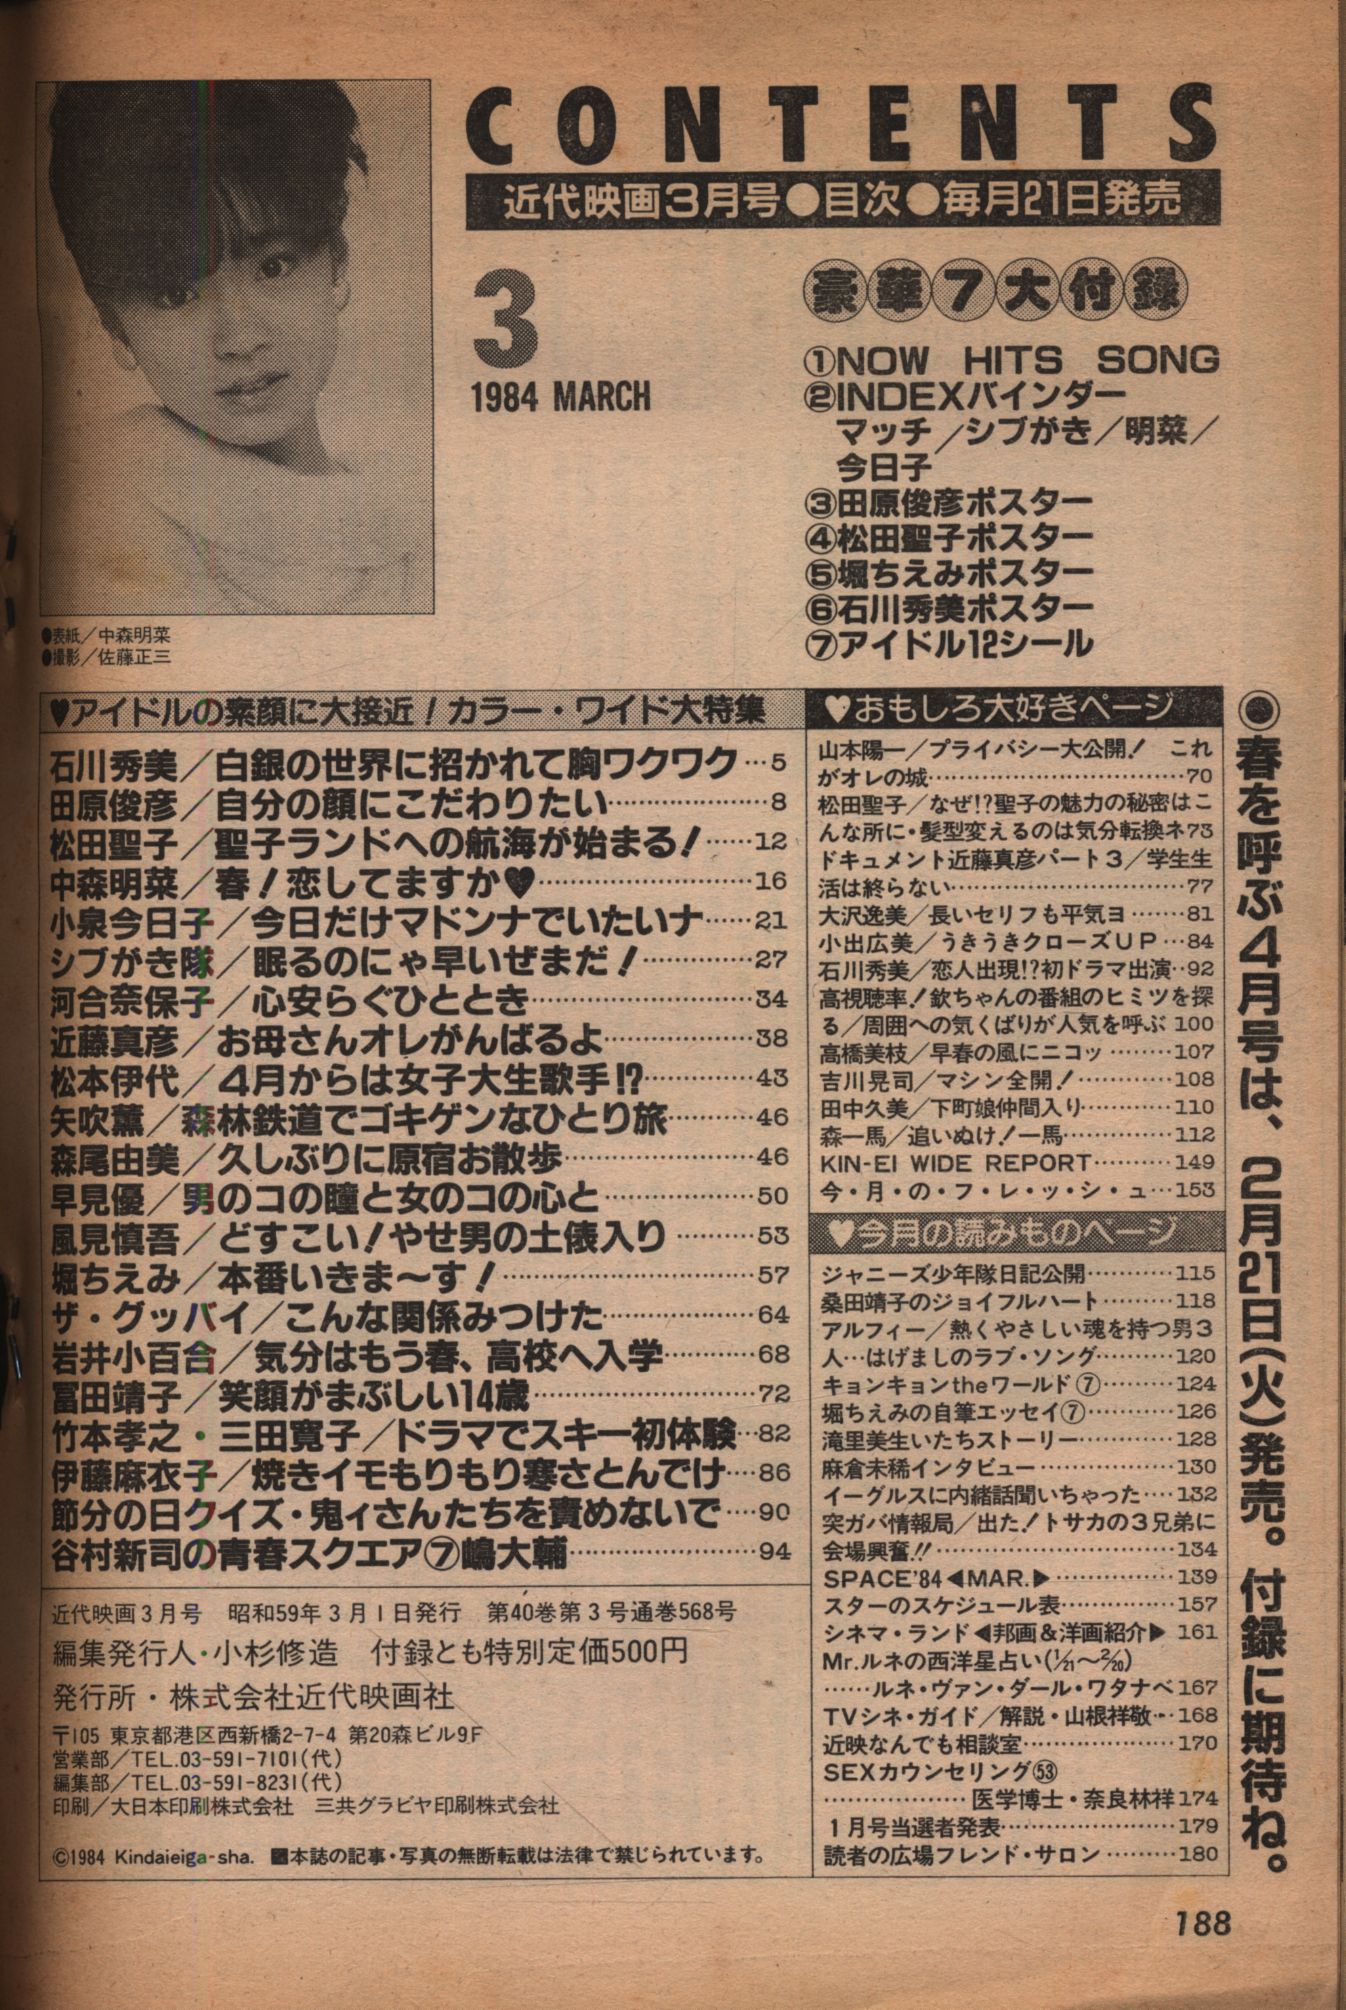 CONTENTS
近代映画3月号●目次●毎月21日発売
3
1984 MARCH
豪華7大付録
①NOW HITS SONG
②INDEXバインダー
マッチ／シブがき／明菜／
今日子
③田原俊彦ポスター
④松田聖子ポスター
⑤堀ちえみポスター
⑥石川秀美ポスター
⑦アイドル12シール
●表紙／中森明菜
●撮影／佐藤正三
♥アイドルの素顔に大接近！カラー・ワイド大特集
石川秀美／白銀の世界に招かれて胸ワクワク…5
田原俊彦／自分の顔にこだわりたい……8
松田聖子／聖子ランドへの航海が始まる！……12
中森明菜／春！恋してますか♥……16
小泉今日子／今日だけマドンナでいたいナ……21
シブがき隊／眠るのにゃ早いぜまだ！……27
河合奈保子／心安らぐひととき……34
近藤真彦／お母さんオレがんばるよ……38
松本伊代／4月からは女子大生歌手!?……43
矢吹薫／森林鉄道でゴキゲンなひとり旅……46
森尾由美／久しぶりに原宿お散歩……46
早見優／男のコの瞳と女のコの心と……50
風見慎吾／どすこい！やせ男の土俵入り……53
堀ちえみ／本番いきま〜す！……57
ザ・グッバイ／こんな関係みつけた……64
岩井小百合／気分はもう春、高校へ入学……68
冨田靖子／笑顔がまぶしい14歳……72
竹本孝之・三田寛子／ドラマでスキー初体験…82
伊藤麻衣子／焼きイモもりもり寒さとんでけ…86
節分の日クイズ・鬼ィさんたちを責めないで…90
谷村新司の青春スクエア⑦嶋大輔……94
近代映画3月号 昭和59年3月1日発行 第40巻第3号通巻568号
編集発行人・小杉修造 付録とも特別定価500円
発行所・株式会社近代映画社
〒105 東京都港区西新橋2-7-4 第20森ビル9F
営業部／TEL.03-591-7101(代)
編集部／TEL.03-591-8231(代)
印刷／大日本印刷株式会社 三共グラビヤ印刷株式会社
©1984 Kindaieiga-sha. ■本誌の記事・写真の無断転載は法律で禁じられています。
♥おもしろ大好きページ
山本陽一／プライバシー大公開！ これ
がオレの城……70
松田聖子／なぜ!?聖子の魅力の秘密はこ
んな所に・髪型変えるのは気分転換ネ73
ドキュメント近藤真彦パート3／学生生
活は終らない……77
大沢逸美／長いセリフも平気ヨ……81
小出広美／うきうきクローズUP…84
石川秀美／恋人出現!?初ドラマ出演‥92
高視聴率！欽ちゃんの番組のヒミツを探
る／周囲への気くばりが人気を呼ぶ 100
高橋美枝／早春の風にニコッ……107
吉川晃司／マシン全開！……108
田中久美／下町娘仲間入り……110
森一馬／追いぬけ！一馬……112
KIN-EI WIDE REPORT……149
今・月・の・フ・レ・ッ・シ・ュ…153
♥今月の読みものページ
ジャニーズ少年隊日記公開……115
桑田靖子のジョイフルハート……118
アルフィー／熱くやさしい魂を持つ男3
人…はげましのラブ・ソング……120
キョンキョンtheワールド⑦……124
堀ちえみの自筆エッセイ⑦……126
滝里美生いたちストーリー……128
麻倉未稀インタビュー……130
イーグルスに内緒話聞いちゃった…132
突ガバ情報局／出た！トサカの3兄弟に
会場興奮!!……134
SPACE'84◀MAR.▶……139
スターのスケジュール表……157
シネマ・ランド◀邦画＆洋画紹介▶ 161
Mr.ルネの西洋星占い(1/21〜2/20)
……ルネ・ヴァン・ダール・ワタナベ167
TVシネ・ガイド／解説・山根祥敬…168
近映なんでも相談室……170
SEXカウンセリング㊾
……医学博士・奈良林祥174
1月号当選者発表……179
読者の広場フレンド・サロン……180
◉春を呼ぶ4月号は、2月21日(火)発売。付録に期待ね。
188